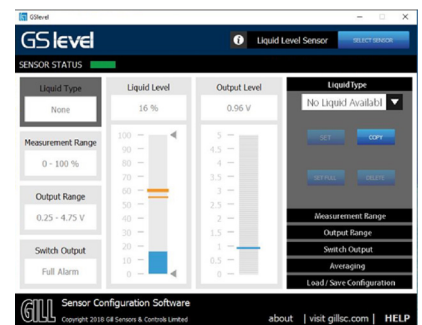 GSlevel
GS level
Liquid Level Sensor
SELECT SENSOR
SENSOR STATUS
Liquid Type
None
Measurement Range
0 - 100 %
Output Range
0.25 - 4.75 V
Switch Output
Full Alarm
Liquid Level
16 %
100
90
80
70
60
50
40
30
20
10
0
Output Level
0.96 V
5
4.5
4
3.5
3
2.5
2
1.5
1
0.5
0
Liquid Type
No Liquid Availabl
SET
COPY
SET FULL
DELETE
Measurement Range
Output Range
Switch Output
Averaging
Load / Save Configuration
GILL
Sensor Configuration Software
Copyright 2018 Gill Sensors & Controls Limited
about | visit gillsc.com | HELP